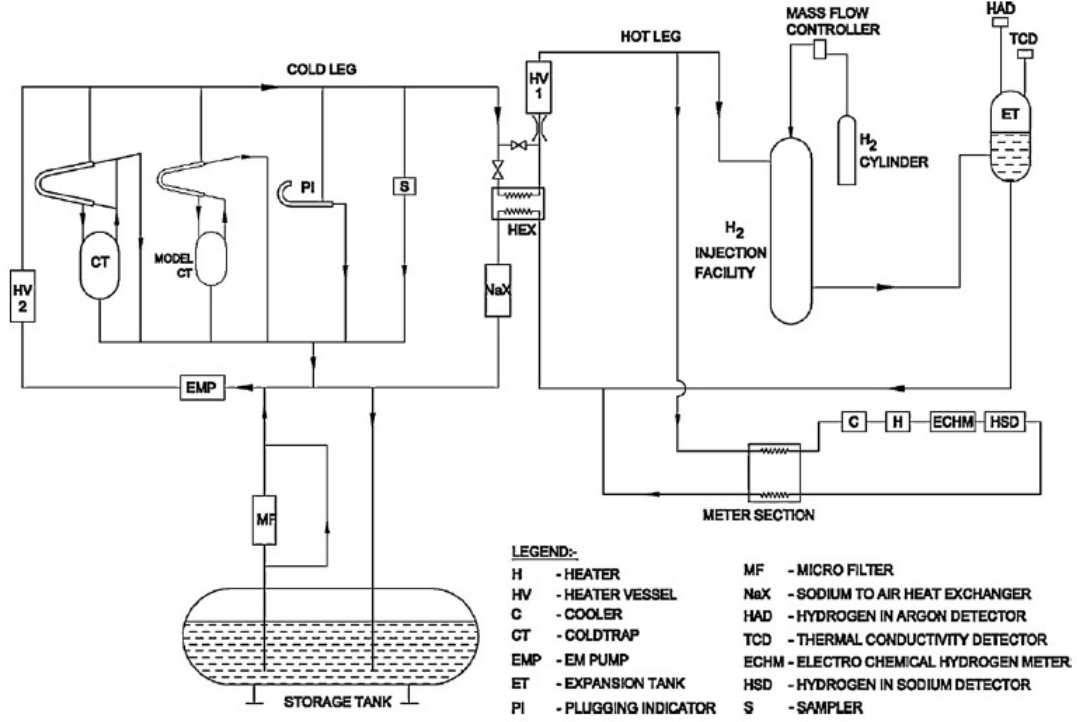 HAD
TCD
MASS FLOW
CONTROLLER
HOT LEG
COLD LEG
HV
1
ET
H2
CYLINDER
PI
S
HEX
H2
INJECTION
FACILITY
CT
MODEL
CT
HV
2
NaX
EMP
C
H
ECHM
HSD
METER SECTION
MF
STORAGE TANK
LEGEND:-
H - HEATER
HV - HEATER VESSEL
C - COOLER
CT - COLDTRAP
EMP - EM PUMP
ET - EXPANSION TANK
PI - PLUGGING INDICATOR
MF - MICRO FILTER
NaX - SODIUM TO AIR HEAT EXCHANGER
HAD - HYDROGEN IN ARGON DETECTOR
TCD - THERMAL CONDUCTIVITY DETECTOR
ECHM - ELECTRO CHEMICAL HYDROGEN METER
HSD - HYDROGEN IN SODIUM DETECTOR
S - SAMPLER